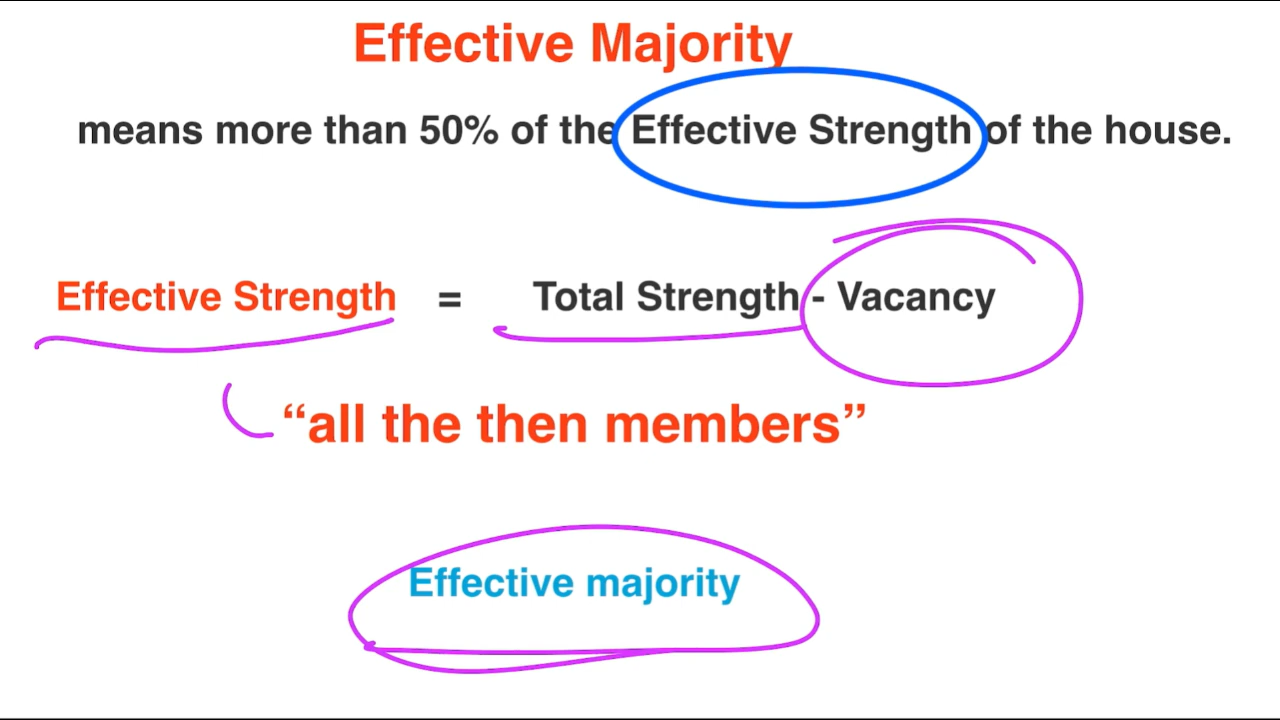 Effective Majority
means more than 50% of the Effective Strength of the house.
Effective Strength = Total Strength - Vacancy
“all the then members”
Effective majority